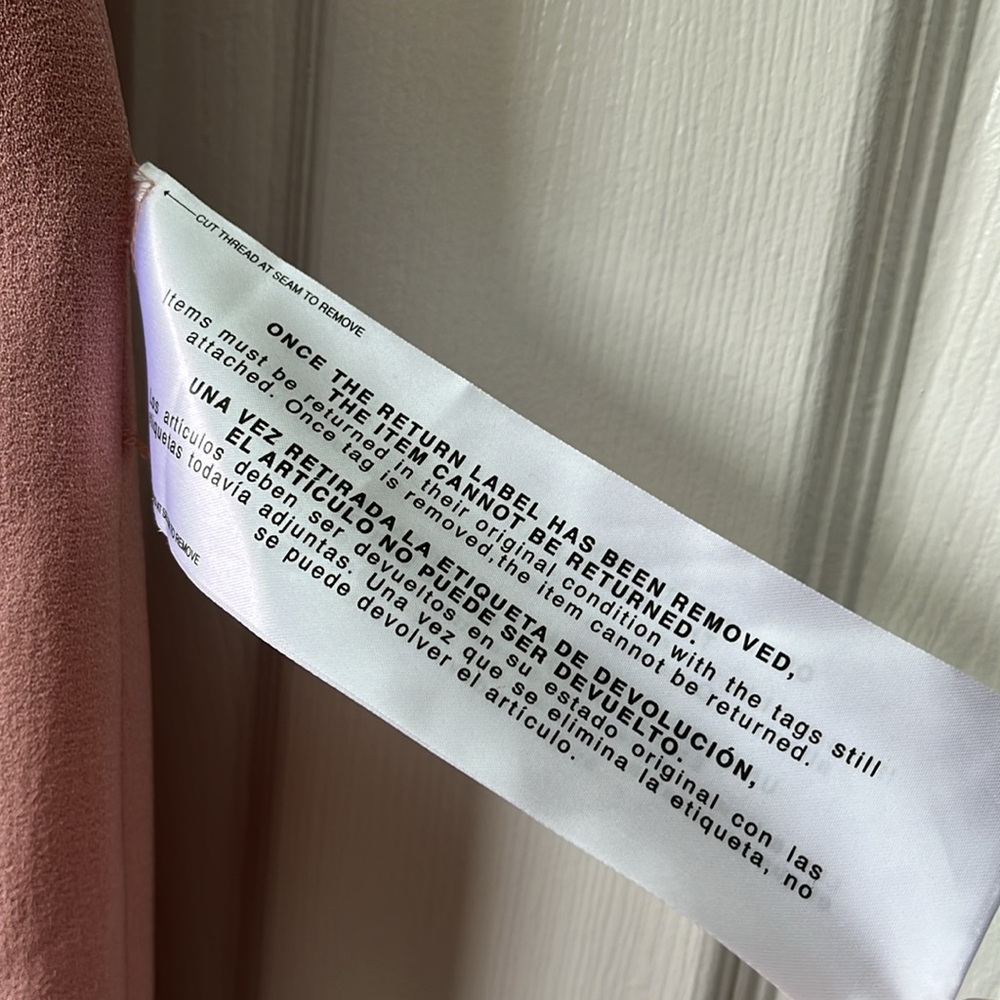 CUT THREAD AT SEAM TO REMOVE
ONCE THE RETURN LABEL HAS BEEN REMOVED,
THE ITEM CANNOT BE RETURNED.
Items must be returned in their original condition with the tags still
attached. Once tag is removed,the item cannot be returned.
UNA VEZ RETIRADA LA ETIQUETA DE DEVOLUCIÓN,
EL ARTÍCULO NO PUEDE SER DEVUELTO.
Los artículos deben ser devueltos en su estado original con las
etiquetas todavía adjuntas. Una vez que se elimina la etiqueta, no
se puede devolver el artículo.
TO REMOVE